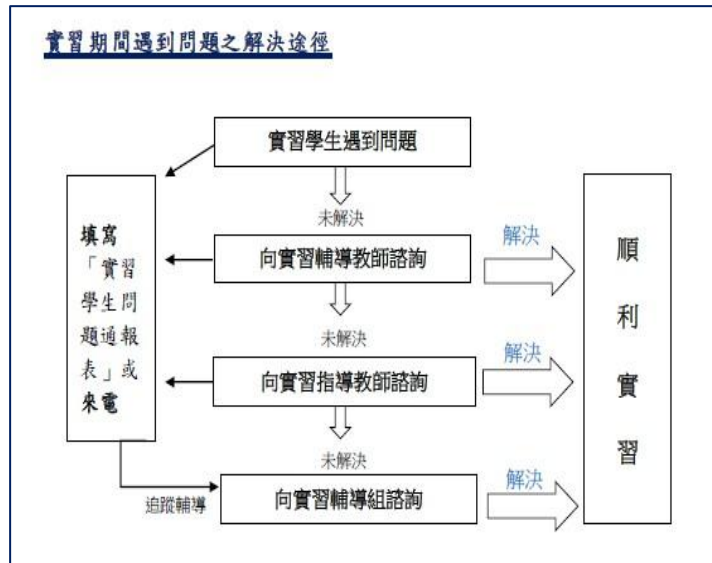 實習期間遇到問題之解決途徑
實習學生遇到問題
未解決
填寫
「實習
學生問
題通報
表」或
來電
向實習輔導教師諮詢
解決
未解決
向實習指導教師諮詢
解決
未解決
追蹤輔導
向實習輔導組諮詢
解決
順
利
實
習